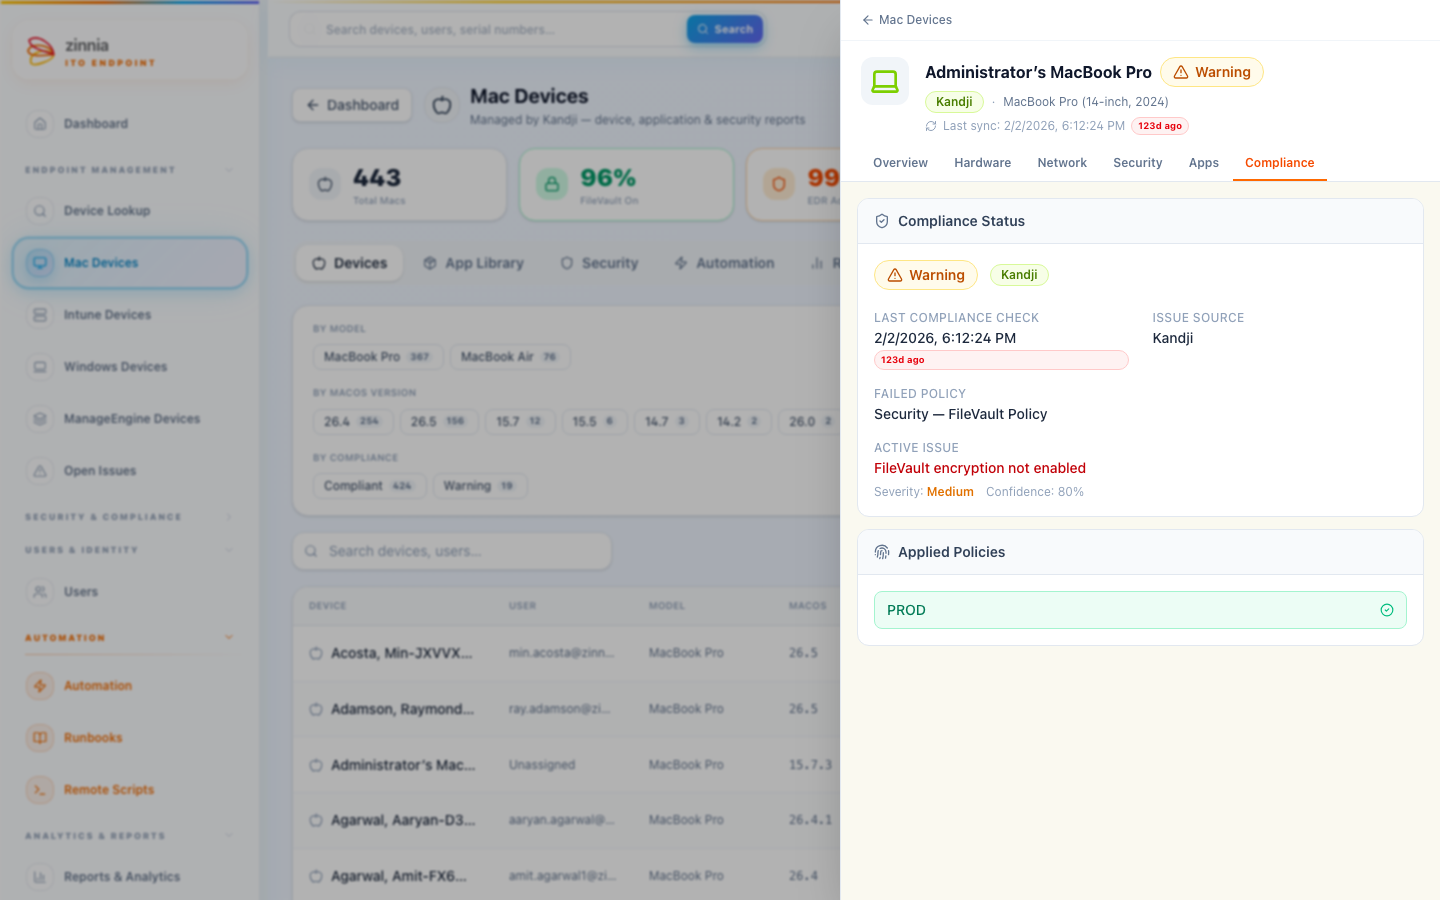 zinnia
ITO ENDPOINT
Dashboard
ENDPOINT MANAGEMENT
Device Lookup
Mac Devices
Intune Devices
Windows Devices
ManageEngine Devices
Open Issues
SECURITY & COMPLIANCE
USERS & IDENTITY
Users
AUTOMATION
Automation
Runbooks
Remote Scripts
ANALYTICS & REPORTS
Reports & Analytics
Search devices, users, serial numbers...
Search
Dashboard
Mac Devices
Managed by Kandji — device, application & security reports
443
Total Macs
96%
FileVault On
99
EDR Ac
Devices
App Library
Security
Automation
R
BY MODEL
MacBook Pro 367
MacBook Air 76
BY MACOS VERSION
26.4 254
26.5 156
15.7 12
15.5 6
14.7 3
14.2 2
26.0 2
BY COMPLIANCE
Compliant 424
Warning 19
Search devices, users...
DEVICE USER MODEL MACOS
Acosta, Min-JXVVX... min.acosta@zinn... MacBook Pro 26.5
Adamson, Raymond... ray.adamson@zi... MacBook Pro 26.5
Administrator's Mac... Unassigned MacBook Pro 15.7.3
Agarwal, Aaryan-D3... aaryan.agarwal@... MacBook Pro 26.4.1
Agarwal, Amit-FX6... amit.agarwal1@zi... MacBook Pro 26.4
Mac Devices
Administrator's MacBook Pro
Warning
Kandji · MacBook Pro (14-inch, 2024)
Last sync: 2/2/2026, 6:12:24 PM 123d ago
Overview
Hardware
Network
Security
Apps
Compliance
Compliance Status
Warning
Kandji
LAST COMPLIANCE CHECK
2/2/2026, 6:12:24 PM
123d ago
ISSUE SOURCE
Kandji
FAILED POLICY
Security — FileVault Policy
ACTIVE ISSUE
FileVault encryption not enabled
Severity: Medium Confidence: 80%
Applied Policies
PROD